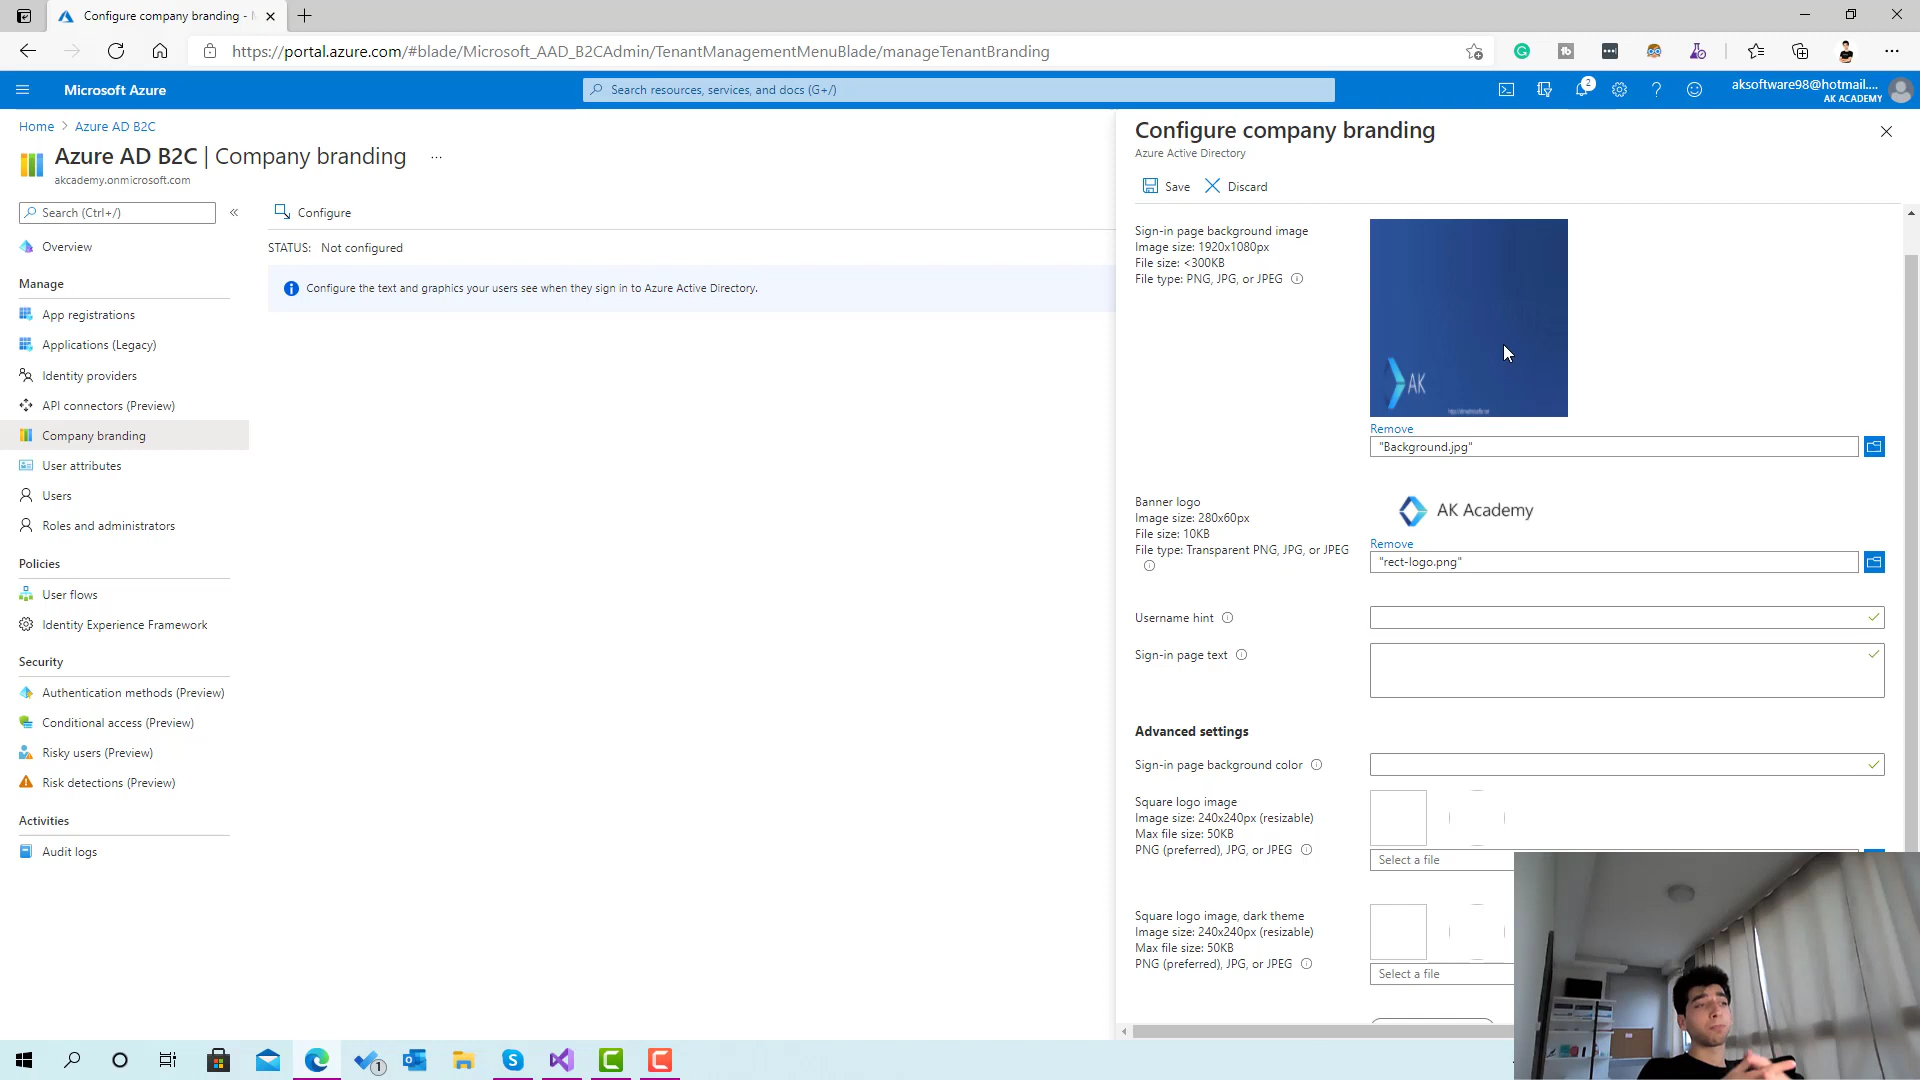 Configure company branding - M
https://portal.azure.com/#blade/Microsoft_AAD_B2CAdmin/TenantManagementMenuBlade/manageTenantBranding
Microsoft Azure
Search resources, services, and docs (G+/)
2
aksoftware98@hotmail....
AK ACADEMY
Home > Azure AD B2C
Azure AD B2C | Company branding ...
akcademy.onmicrosoft.com
Search (Ctrl+/)
«
Overview
Manage
App registrations
Applications (Legacy)
Identity providers
API connectors (Preview)
Company branding
User attributes
Users
Roles and administrators
Policies
User flows
Identity Experience Framework
Security
Authentication methods (Preview)
Conditional access (Preview)
Risky users (Preview)
Risk detections (Preview)
Activities
Audit logs
Configure
STATUS: Not configured
Configure the text and graphics your users see when they sign in to Azure Active Directory.
Configure company branding
Azure Active Directory
Save
Discard
Sign-in page background image
Image size: 1920x1080px
File size: <300KB
File type: PNG, JPG, or JPEG
AK
Remove
"Background.jpg"
Banner logo
Image size: 280x60px
File size: 10KB
File type: Transparent PNG, JPG, or JPEG
AK Academy
Remove
"rect-logo.png"
Username hint
Sign-in page text
Advanced settings
Sign-in page background color
Square logo image
Image size: 240x240px (resizable)
Max file size: 50KB
PNG (preferred), JPG, or JPEG
Select a file
Square logo image, dark theme
Image size: 240x240px (resizable)
Max file size: 50KB
PNG (preferred), JPG, or JPEG
Select a file
1